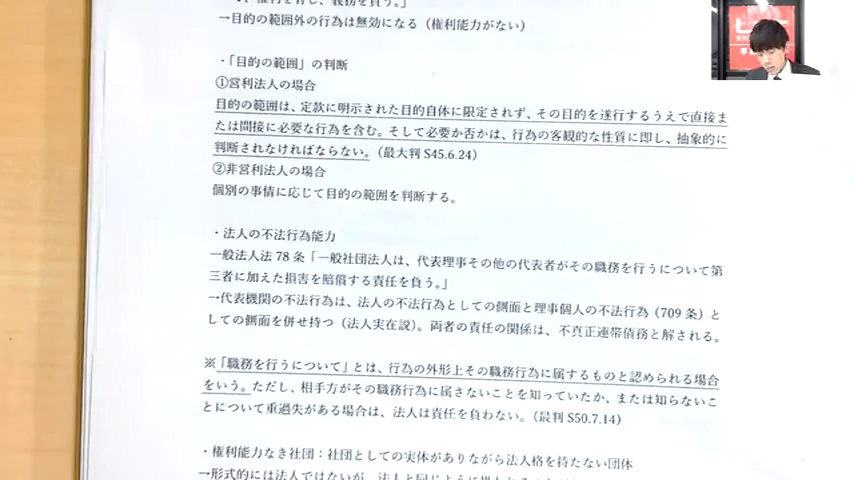 て、権利を有し、義務を負う。」
→目的の範囲外の行為は無効になる（権利能力がない）
・「目的の範囲」の判断
①営利法人の場合
目的の範囲は、定款に明示された目的自体に限定されず、その目的を遂行するうえで直接ま
たは間接に必要な行為を含む。そして必要か否かは、行為の客観的な性質に即し、抽象的に
判断されなければならない。（最大判 S45.6.24）
②非営利法人の場合
個別の事情に応じて目的の範囲を判断する。
・法人の不法行為能力
一般法人法 78 条「一般社団法人は、代表理事その他の代表者がその職務を行うについて第
三者に加えた損害を賠償する責任を負う。」
→代表機関の不法行為は、法人の不法行為としての側面と理事個人の不法行為（709 条）と
しての側面を併せ持つ（法人実在説）。両者の責任の関係は、不真正連帯債務と解される。
※「職務を行うについて」とは、行為の外形上その職務行為に属するものと認められる場合
をいう。ただし、相手方がその職務行為に属さないことを知っていたか、または知らないこ
とについて重過失がある場合は、法人は責任を負わない。（最判 S50.7.14）
・権利能力なき社団：社団としての実体がありながら法人格を持たない団体
→形式的には法人ではないが、法人と同じように